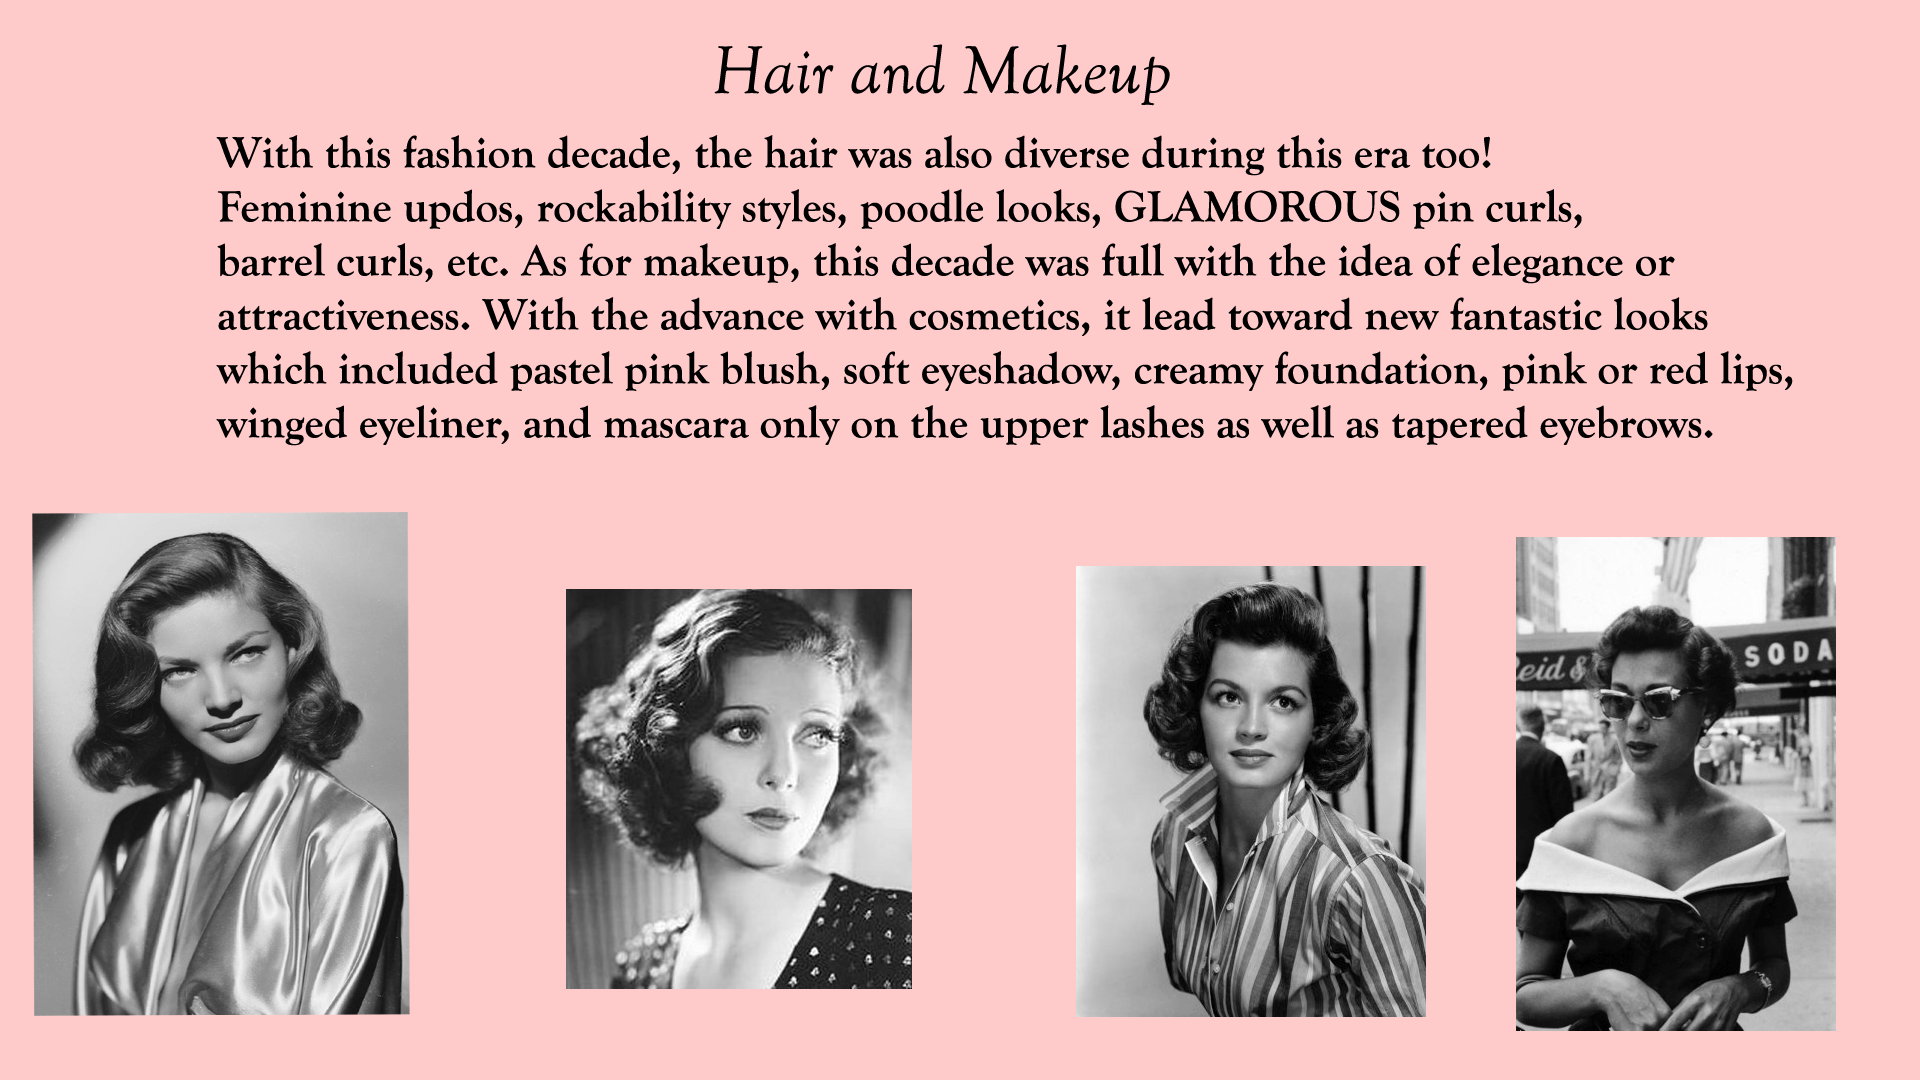 Hair and Makeup
With this fashion decade, the hair was also diverse during this era too!
Feminine updos, rockability styles, poodle looks, GLAMOROUS pin curls,
barrel curls, etc. As for makeup, this decade was full with the idea of elegance or
attractiveness. With the advance with cosmetics, it lead toward new fantastic looks
which included pastel pink blush, soft eyeshadow, creamy foundation, pink or red lips,
winged eyeliner, and mascara only on the upper lashes as well as tapered eyebrows.
eid &
SODA